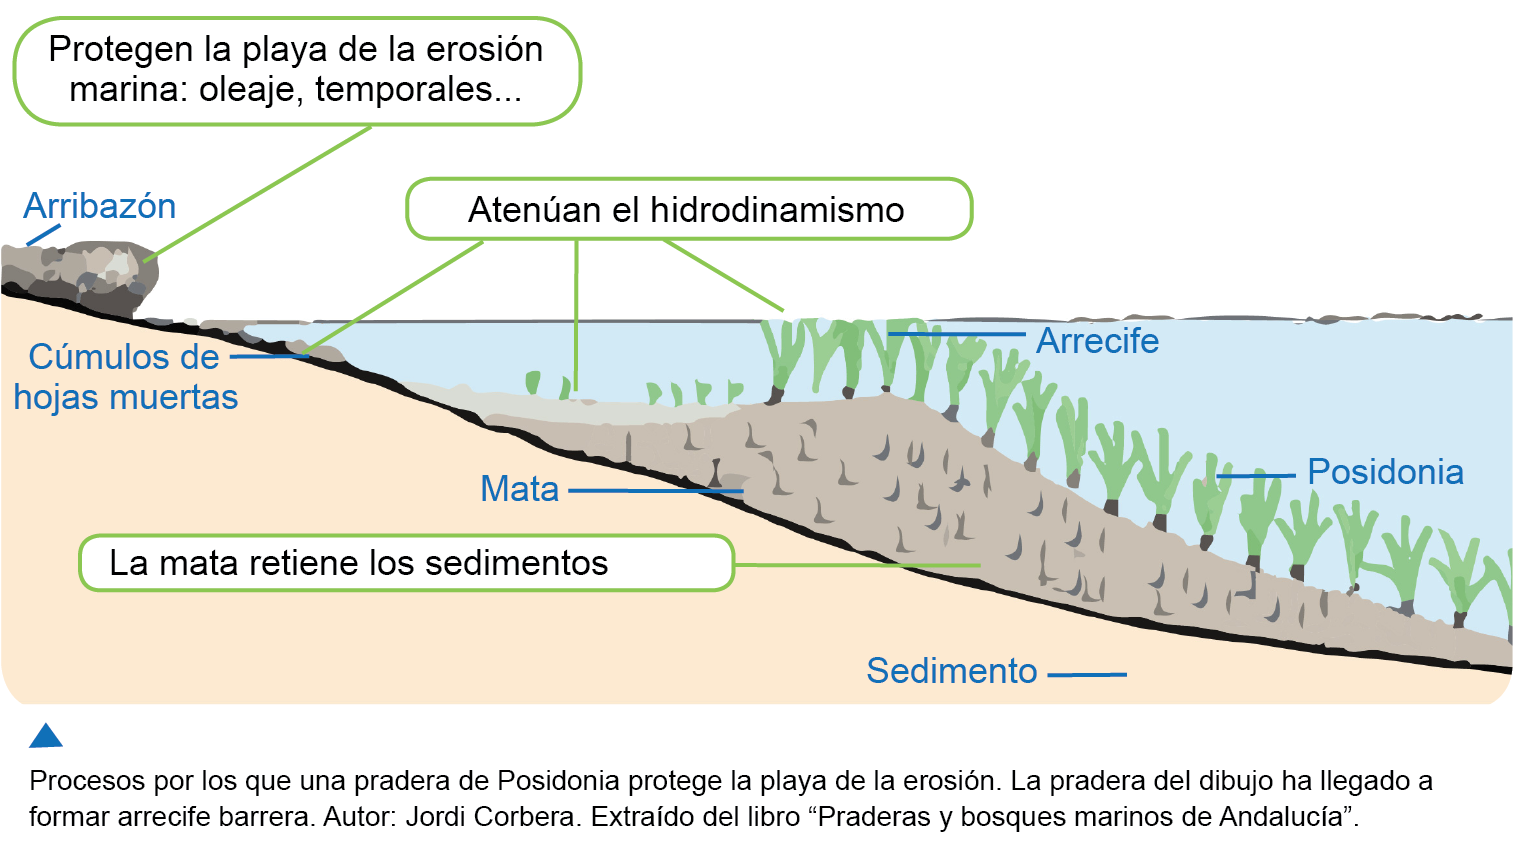 Protegen la playa de la erosión
marina: oleaje, temporales...
Arribazón
Atenúan el hidrodinamismo
Arrecife
Cúmulos de
hojas muertas
Posidonia
Mata
La mata retiene los sedimentos
Sedimento
Procesos por los que una pradera de Posidonia protege la playa de la erosión. La pradera del dibujo ha llegado a
formar arrecife barrera. Autor: Jordi Corbera. Extraído del libro “Praderas y bosques marinos de Andalucía”.